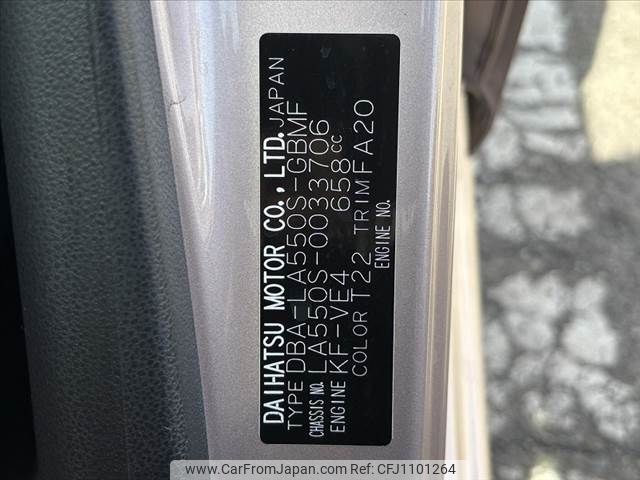 DAIHATSU MOTOR CO., LTD. JAPAN
TYPE DBA-LA550S-GBMF
CHASSIS NO. LA550S-0033706
ENGINE KF-VE4 658cc
COLOR T22 TRIM FA20
ENGINE NO.
www.CarFromJapan.com - CFJ1101264